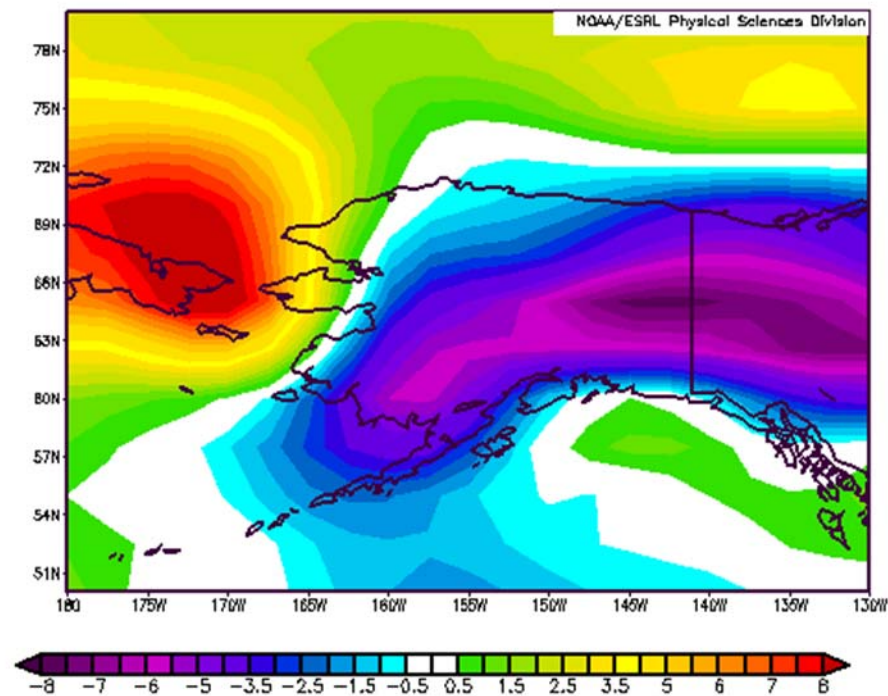 NOAA/ESRL Physical Sciences Division
78N
75N
72N
69N
66N
63N
60N
57N
54N
51N
180 175W 170W 165W 160W 155W 150W 145W 140W 135W 130W
-8 -7 -6 -5 -3.5 -2.5 -1.5 -0.5 0.5 1.5 2.5 3.5 4.5 6 7 8